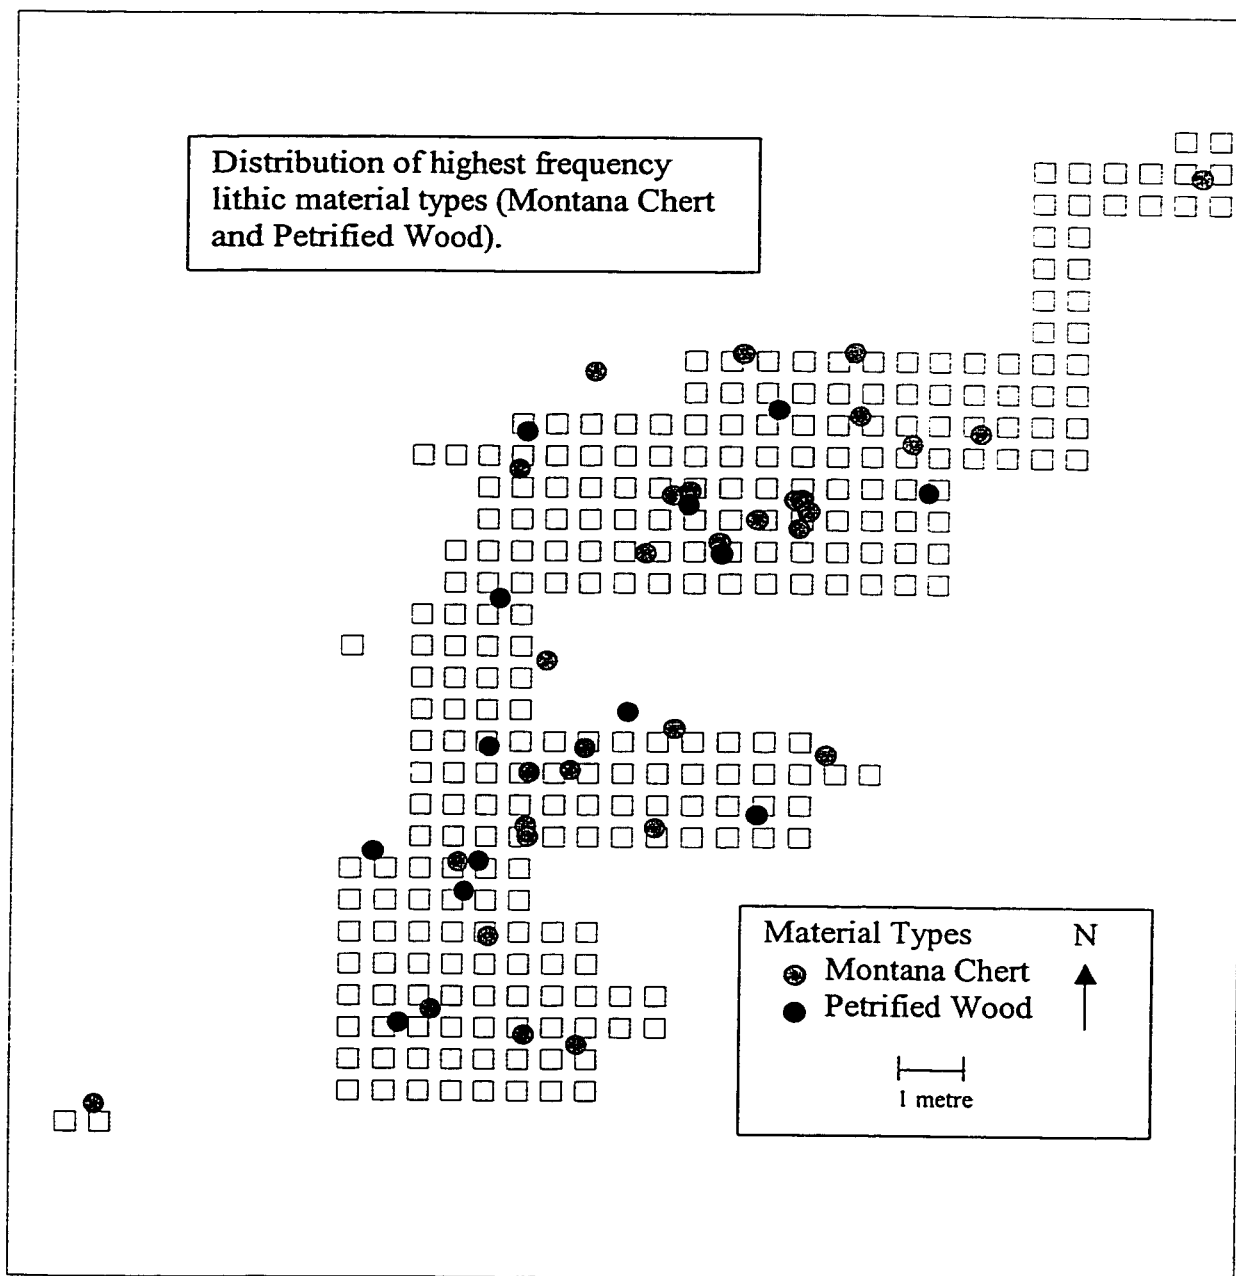 Distribution of highest frequency
lithic material types (Montana Chert
and Petrified Wood).
Material Types
N
Montana Chert
Petrified Wood
1 metre